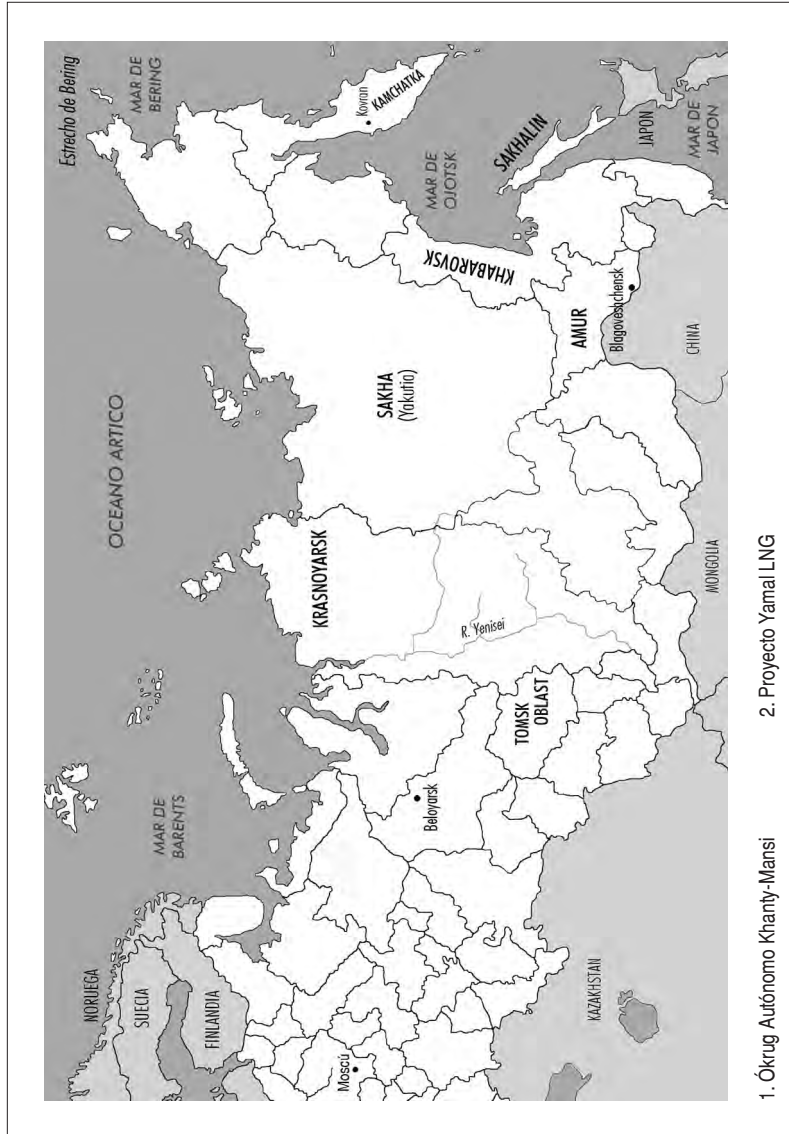 Estrecho de Bering
MAR DE
BERING
OCEANO ARTICO
Kovran
KAMCHATKA
MAR DE
OJOTSK
SAKHALIN
JAPON
MAR DE
JAPON
KHABAROVSK
SAKHA
(Yakutia)
AMUR
Blagoveshchensk
CHINA
KRASNOYARSK
R. Yenisei
MONGOLIA
TOMSK
OBLAST
MAR DE
BARENTS
Beloyarsk
NORUEGA
SUECIA
FINLANDIA
Moscú
KAZAKHSTAN
1. Ókrug Autónomo Khanty-Mansi
2. Proyecto Yamal LNG